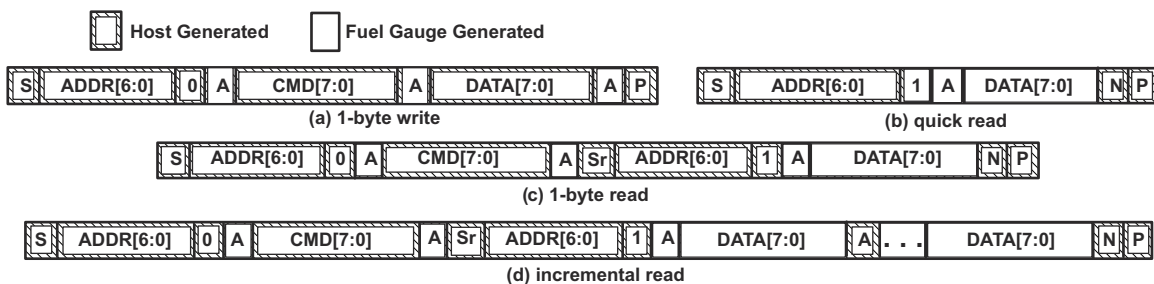 Host Generated Fuel Gauge Generated
S ADDR[6:0] 0 A CMD[7:0] A DATA[7:0] A P
(a) 1-byte write
S ADDR[6:0] 1 A DATA[7:0] N P
(b) quick read
S ADDR[6:0] 0 A CMD[7:0] A Sr ADDR[6:0] 1 A DATA[7:0] N P
(c) 1-byte read
S ADDR[6:0] 0 A CMD[7:0] A Sr ADDR[6:0] 1 A DATA[7:0] A . . . DATA[7:0] N P
(d) incremental read